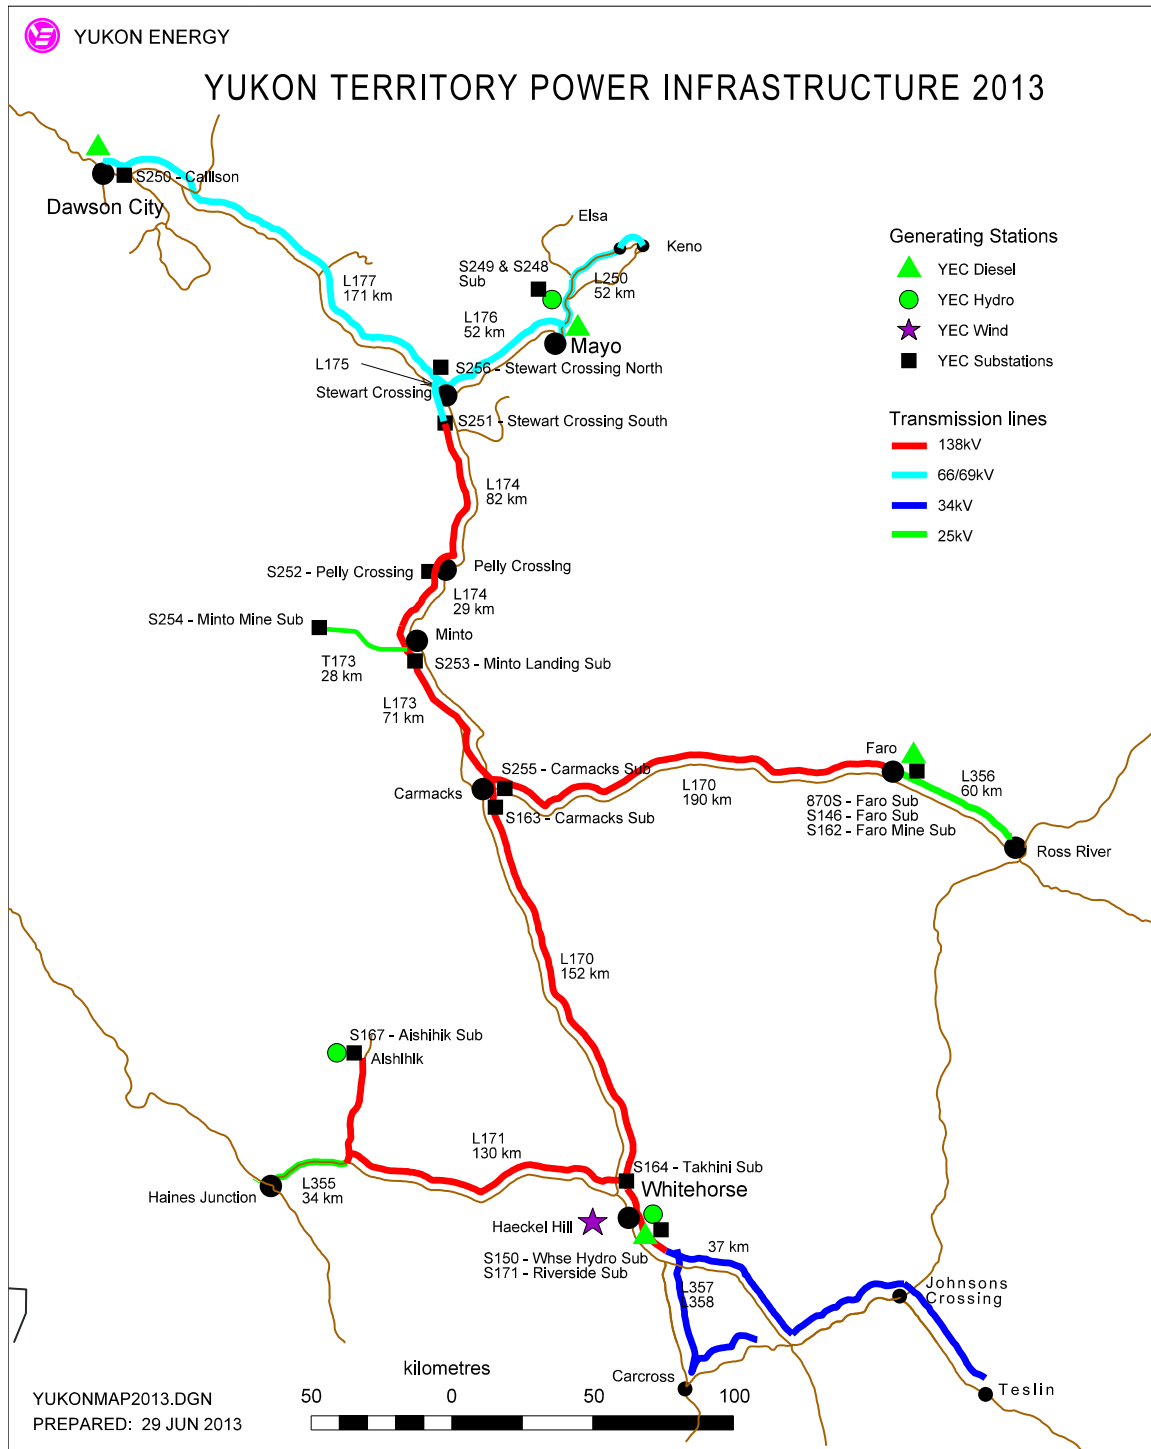 YUKON ENERGY
YUKON TERRITORY POWER INFRASTRUCTURE 2013
S250 - Calllson
Dawson City
Elsa
Keno
S249 & S248
Sub
L250
52 km
L177
171 km
L176
52 km
Mayo
L175
S256 - Stewart Crossing North
Stewart Crossing
S251 - Stewart Crossing South
Generating Stations
YEC Diesel
YEC Hydro
YEC Wind
YEC Substations
Transmission lines
138kV
66/69kV
34kV
25kV
L174
82 km
S252 - Pelly Crossing
Pelly Crossing
L174
29 km
S254 - Minto Mine Sub
Minto
T173
28 km
S253 - Minto Landing Sub
L173
71 km
S255 - Carmacks Sub
Carmacks
S163 - Carmacks Sub
L170
190 km
Faro
L356
60 km
870S - Faro Sub
S146 - Faro Sub
S162 - Faro Mine Sub
Ross River
L170
152 km
S167 - Aishihik Sub
Alshlhlk
L171
130 km
S164 - Takhini Sub
Whitehorse
L355
34 km
Haines Junction
Haeckel Hill
S150 - Whse Hydro Sub
S171 - Riverside Sub
37 km
L357
L358
Johnsons
Crossing
Carcross
Teslin
kilometres
50 0 50 100
YUKONMAP2013.DGN
PREPARED: 29 JUN 2013